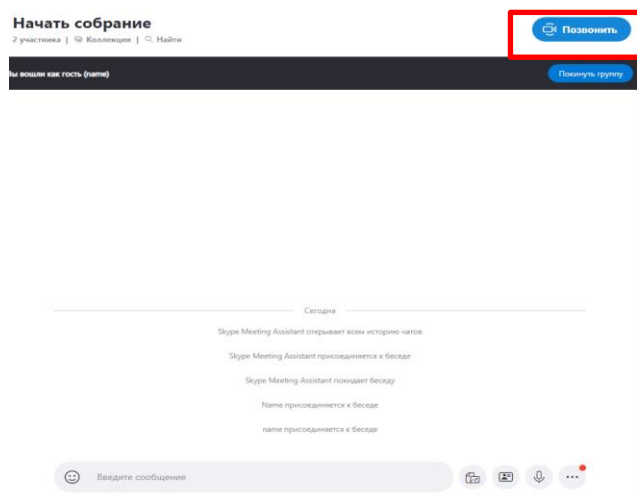 Начать собрание
Позвонить
2 участника | Коллекция | Найти
Вы вошли как гость (name)
Покинуть группу
Сегодня
Skype Meeting Assistant открывает всем историю чатов
Skype Meeting Assistant присоединяется к беседе
Skype Meeting Assistant покидает беседу
Name присоединяется к беседе
name присоединяется к беседе
Введите сообщение